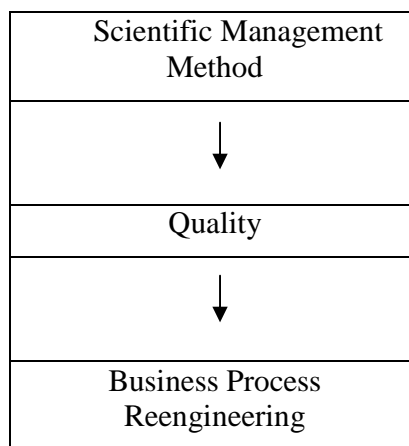 Scientific Management
Method
Quality
Business Process
Reengineering